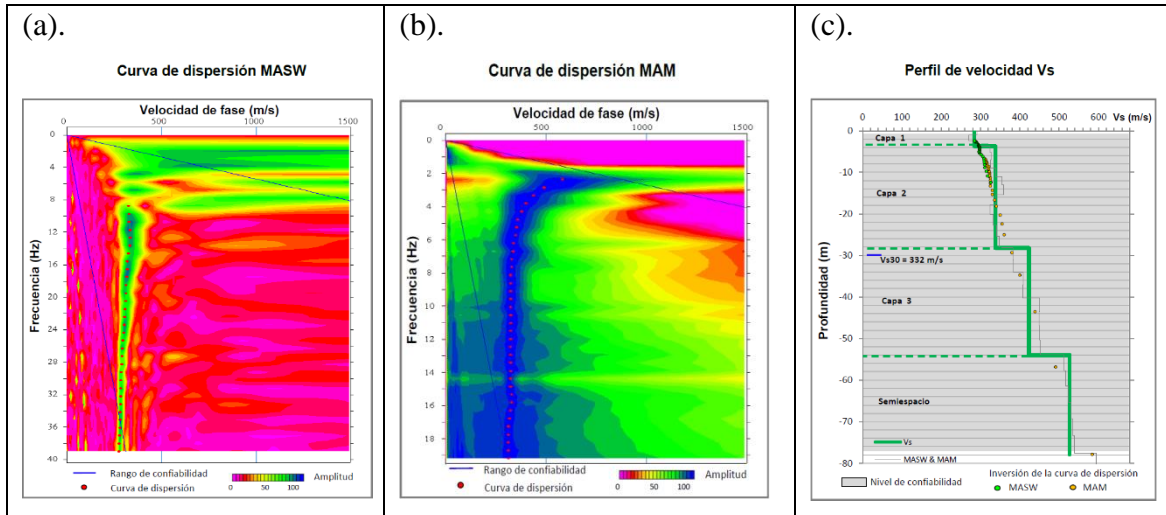 (a).
Curva de dispersión MASW
Velocidad de fase (m/s)
0 500 1000 1500
Frecuencia (Hz)
0
4
8
12
16
20
24
28
32
36
40
Rango de confiabilidad
Curva de dispersión
Amplitud
0 50 100
(b).
Curva de dispersión MAM
Velocidad de fase (m/s)
0 500 1000 1500
Frecuencia (Hz)
0
2
4
6
8
10
12
14
16
18
Rango de confiabilidad
Curva de dispersión
Amplitud
0 50 100
(c).
Perfil de velocidad Vs
0 100 200 300 400 500 600 Vs (m/s)
Profundidad (m)
0
-10
-20
-30
-40
-50
-60
-70
-80
Capa 1
Capa 2
Vs30 = 332 m/s
Capa 3
Semiespacio
Vs
MASW & MAM
Nivel de confiabilidad
Inversión de la curva de dispersión
MASW MAM